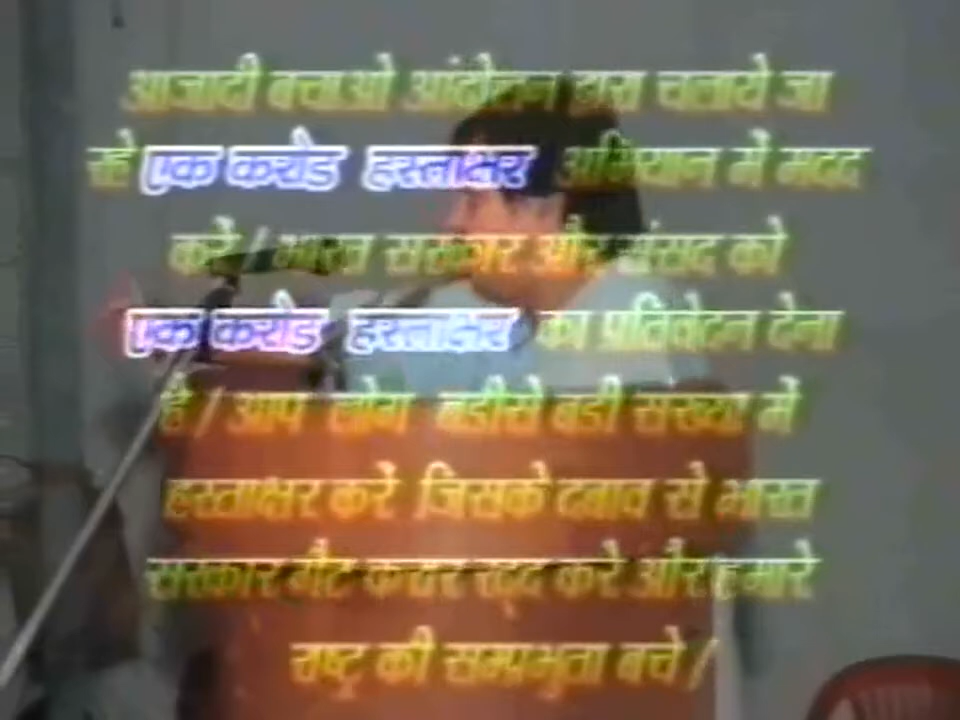 आजादी बचाओ आंदोलन द्वारा चलाये जा
रहे एक करोड हस्ताक्षर अभियान में मदद
करें / भारत सरकार और संसद को
एक करोड हस्ताक्षर का प्रतिवेदन देना
है / आप लोग बडीसे बडी संख्या में
हस्ताक्षर करें जिसके दबाव से भारत
सरकार गैट करार रद्द करे और हमारे
राष्ट्र की सम्प्रभुता बचे /